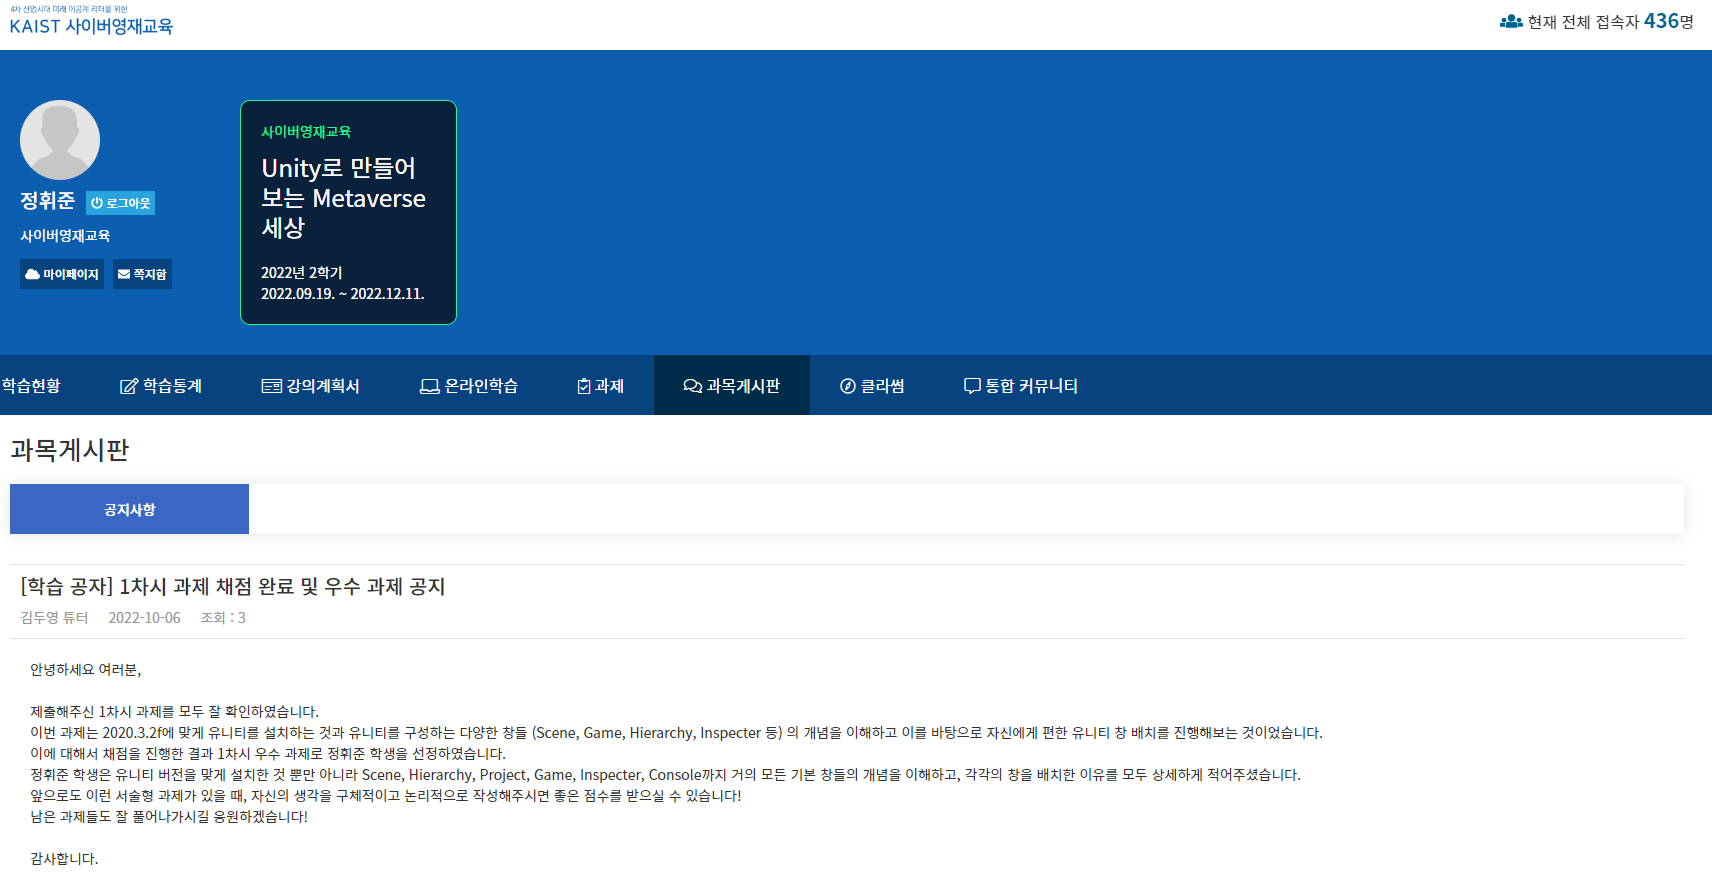 4차 산업시대 미래 이공계 리더를 위한
KAIST 사이버영재교육
현재 전체 접속자 436명
정휘준 로그아웃
사이버영재교육
마이페이지 쪽지함
사이버영재교육
Unity로 만들어
보는 Metaverse
세상
2022년 2학기
2022.09.19. ~ 2022.12.11.
학습현황 학습통계 강의계획서 온라인학습 과제 과목게시판 클라썸 통합 커뮤니티
과목게시판
공지사항
[학습 공자] 1차시 과제 채점 완료 및 우수 과제 공지
김두영 튜터 2022-10-06 조회 : 3
안녕하세요 여러분,
제출해주신 1차시 과제를 모두 잘 확인하였습니다.
이번 과제는 2020.3.2f에 맞게 유니티를 설치하는 것과 유니티를 구성하는 다양한 창들 (Scene, Game, Hierarchy, Inspecter 등) 의 개념을 이해하고 이를 바탕으로 자신에게 편한 유니티 창 배치를 진행해보는 것이었습니다.
이에 대해서 채점을 진행한 결과 1차시 우수 과제로 정휘준 학생을 선정하였습니다.
정휘준 학생은 유니티 버전을 맞게 설치한 것 뿐만 아니라 Scene, Hierarchy, Project, Game, Inspecter, Console까지 거의 모든 기본 창들의 개념을 이해하고, 각각의 창을 배치한 이유를 모두 상세하게 적어주셨습니다.
앞으로도 이런 서술형 과제가 있을 때, 자신의 생각을 구체적이고 논리적으로 작성해주시면 좋은 점수를 받으실 수 있습니다!
남은 과제들도 잘 풀어나가시길 응원하겠습니다!
감사합니다.